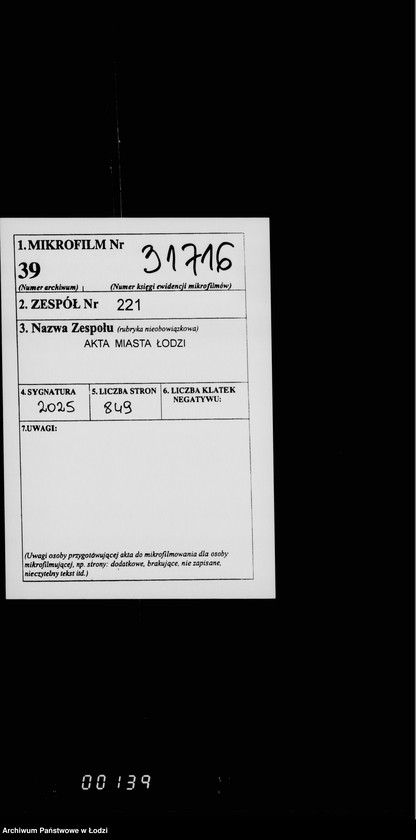 1. MIKROFILM Nr 31716
39
(Numer archiwum) (Numer księgi ewidencji mikrofilmów)
2. ZESPÓŁ Nr 221
3. Nazwa Zespołu (rubryka nieobowiązkowa)
AKTA MIASTA ŁODZI
4. SYGNATURA 5. LICZBA STRON 6. LICZBA KLATEK
NEGATYWU:
2025 849
7.UWAGI:
(Uwagi osoby przygotowującej akta do mikrofilmowania dla osoby
mikrofilmującej, np. strony: dodatkowe, brakujące, nie zapisane,
nieczytelny tekst itd.)
00139
Archiwum Państwowe w Łodzi